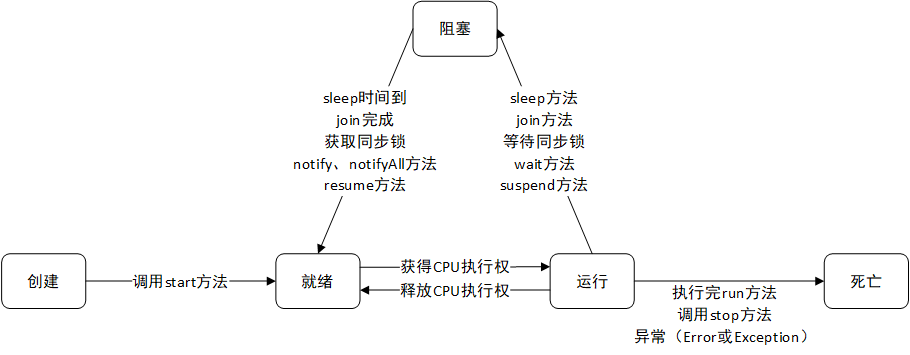 阻塞
sleep时间到
join完成
获取同步锁
notify、notifyAll方法
resume方法
sleep方法
join方法
等待同步锁
wait方法
suspend方法
创建
调用start方法
就绪
获得CPU执行权
释放CPU执行权
运行
执行完run方法
调用stop方法
异常（Error或Exception）
死亡